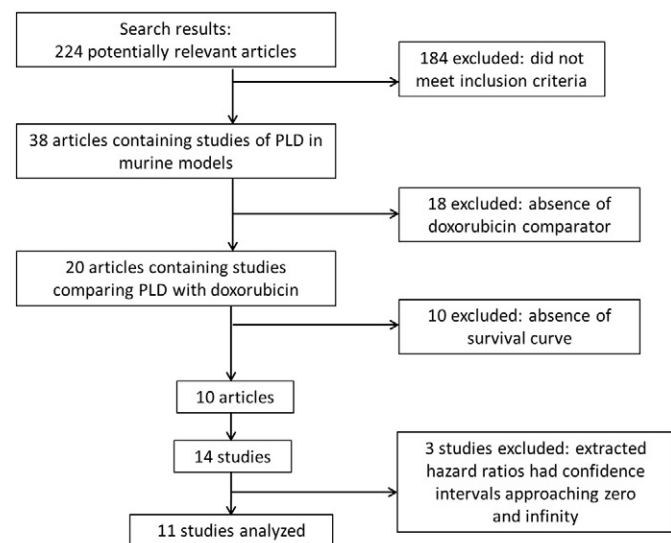 Search results:
224 potentially relevant articles
184 excluded: did not
meet inclusion criteria
38 articles containing studies of PLD in
murine models
18 excluded: absence of
doxorubicin comparator
20 articles containing studies
comparing PLD with doxorubicin
10 excluded: absence of
survival curve
10 articles
14 studies
3 studies excluded: extracted
hazard ratios had confidence
intervals approaching zero
and infinity
11 studies analyzed